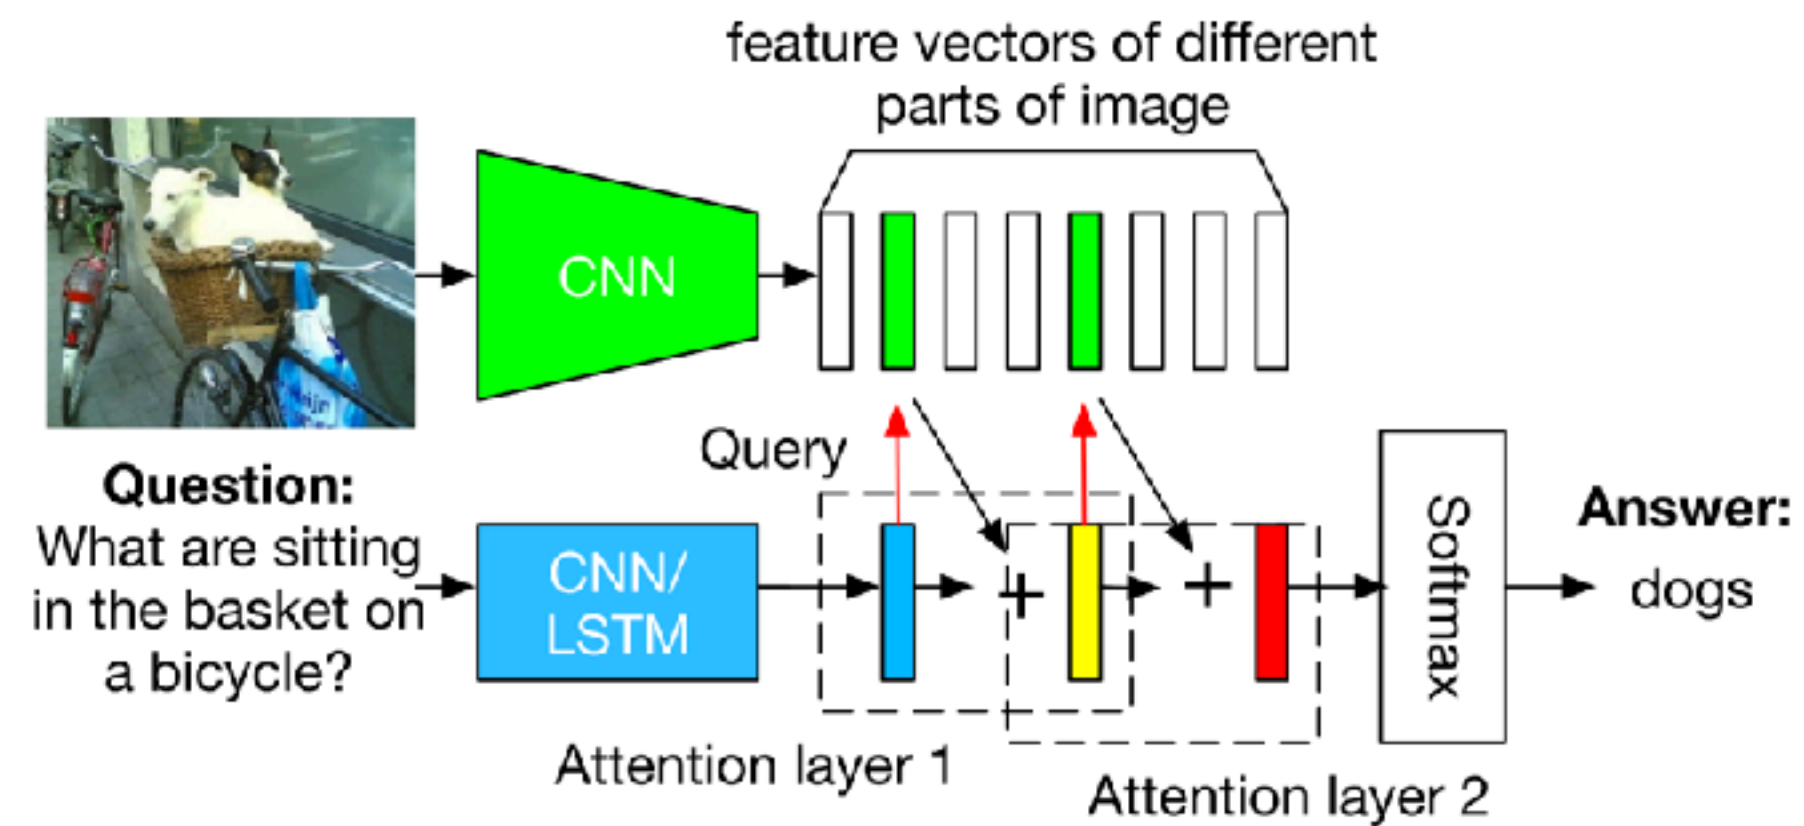 feature vectors of different
parts of image
CNN
Query
Question:
What are sitting
in the basket on
a bicycle?
CNN/
LSTM
Softmax
Answer:
dogs
Attention layer 1
Attention layer 2